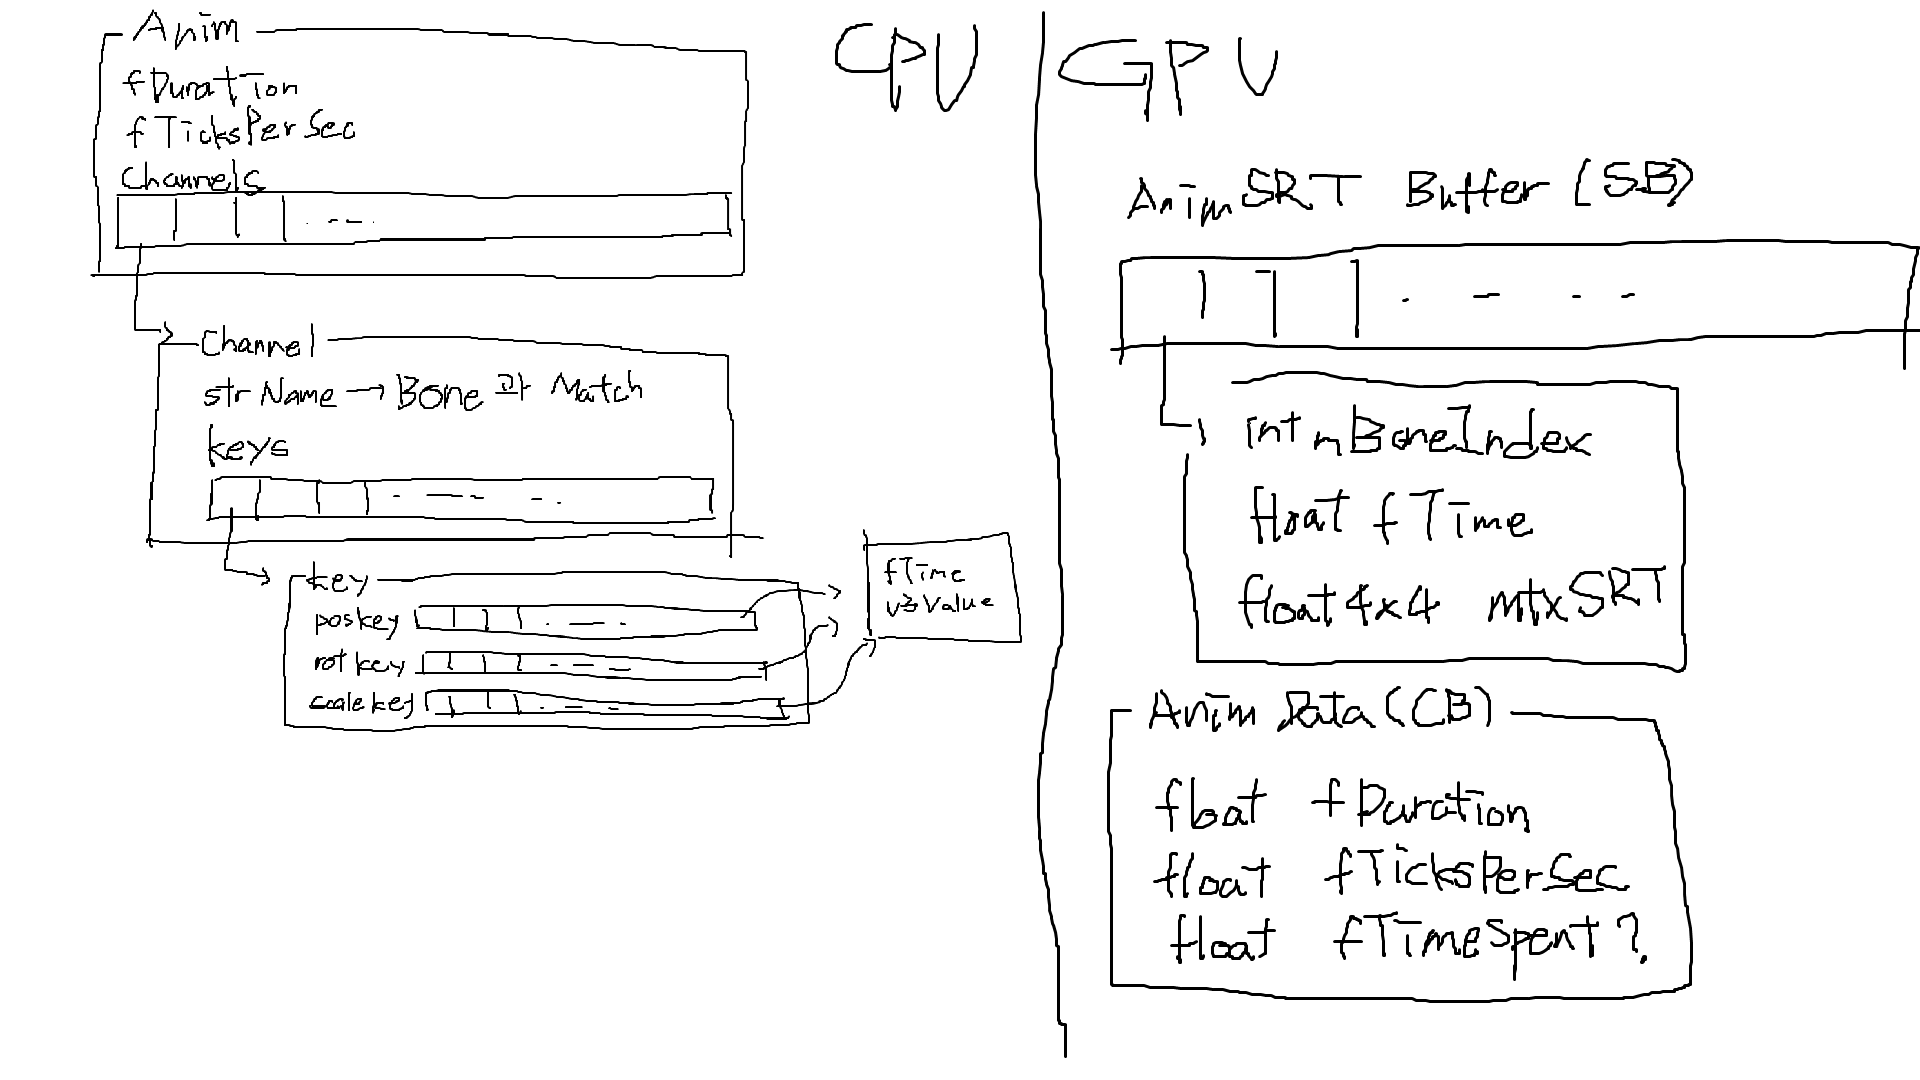 Anim
fDuration
fTicksPerSec
Channels
Channel
strName → Bone과 Match
keys
key
poskey
rotkey
scalekey
fTime
v3Value
CPU
GPU
AnimSRT Buffer (SB)
int nBoneIndex
float fTime
float4x4 mtxSRT
Anim Data (CB)
float fDuration
float fTicksPerSec
float fTimeSpent?